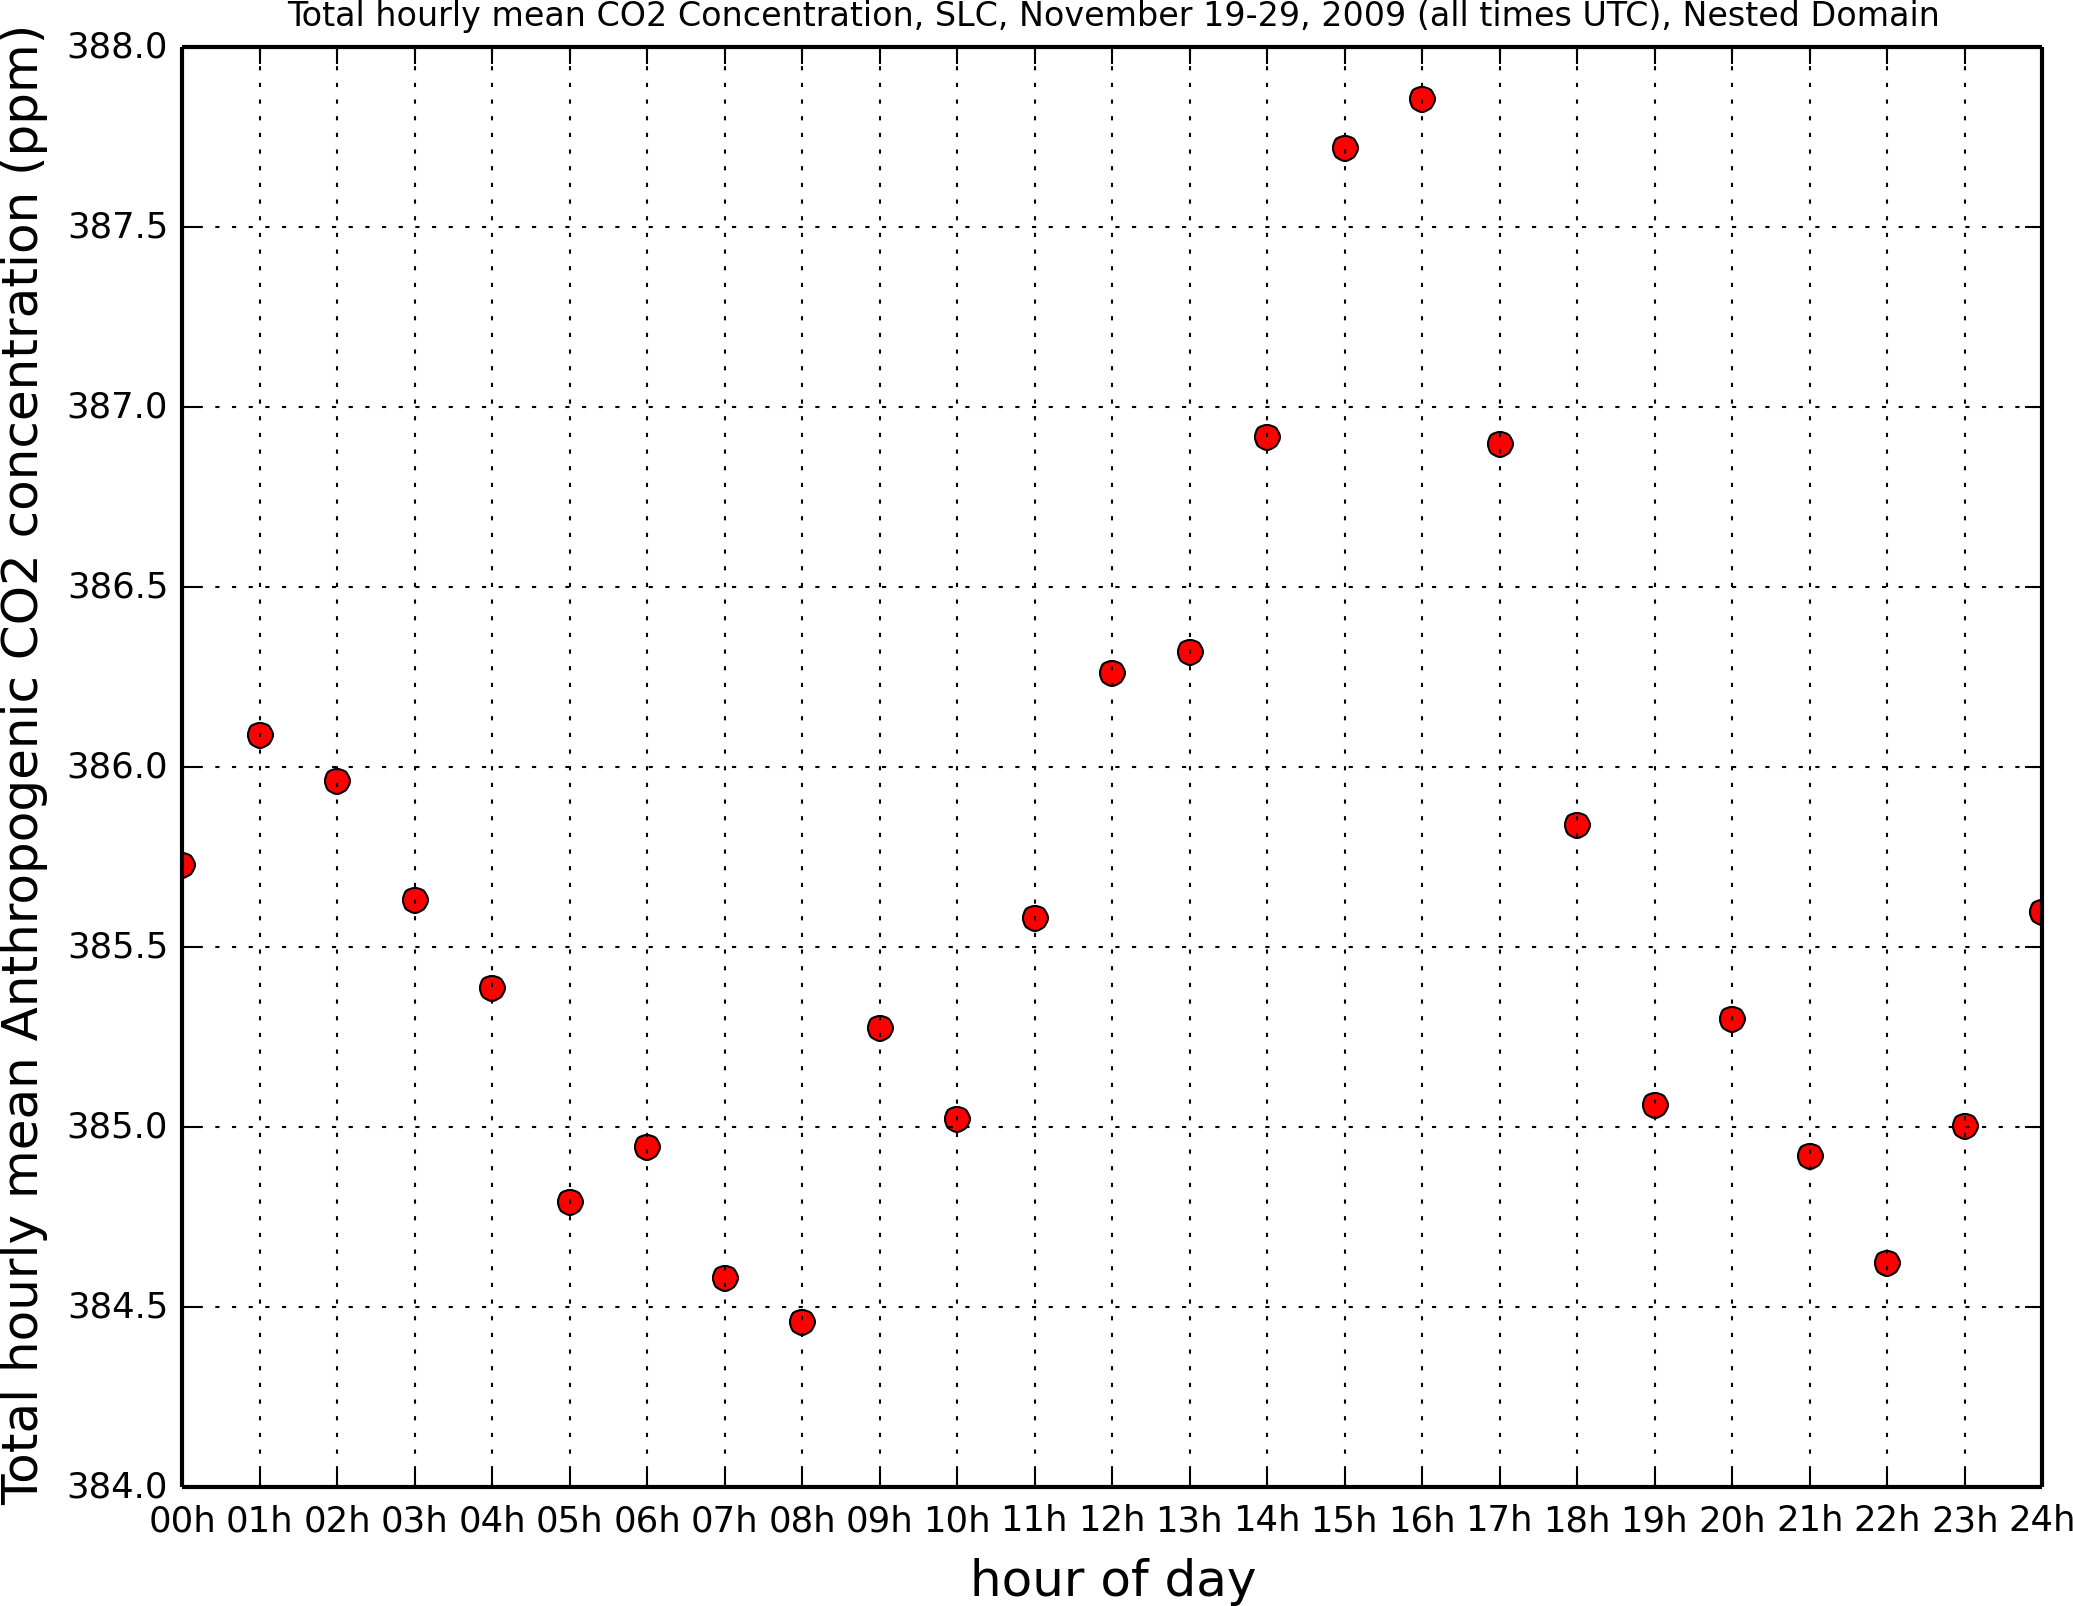 Total hourly mean CO2 Concentration, SLC, November 19-29, 2009 (all times UTC), Nested Domain
Total hourly mean Anthropogenic CO2 concentration (ppm)
388.0
387.5
387.0
386.5
386.0
385.5
385.0
384.5
384.0
00h 01h 02h 03h 04h 05h 06h 07h 08h 09h 10h 11h 12h 13h 14h 15h 16h 17h 18h 19h 20h 21h 22h 23h 24h
hour of day